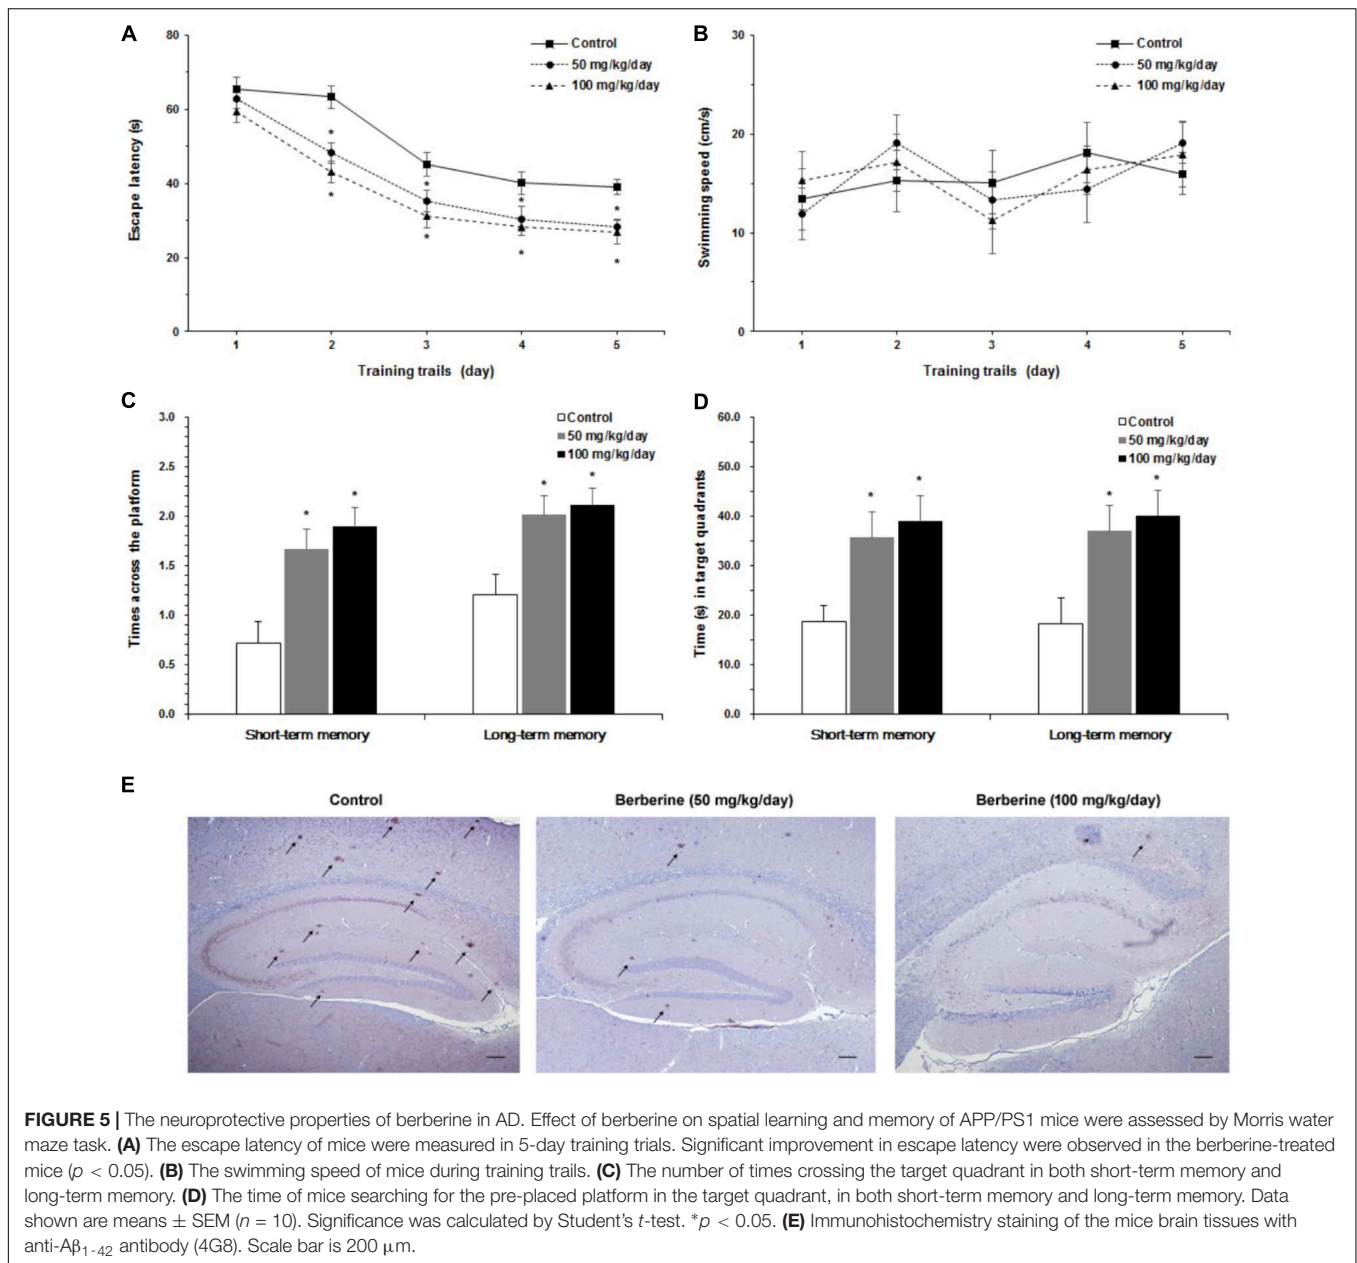 A
80
60
40
20
0
Escape latency (s)
Control
50 mg/kg/day
100 mg/kg/day
*
*
*
*
*
*
*
*
1 2 3 4 5
Training trails (day)
B
30
20
10
0
Swimming speed (cm/s)
Control
50 mg/kg/day
100 mg/kg/day
1 2 3 4 5
Training trails (day)
C
3.0
2.5
2.0
1.5
1.0
0.5
0.0
Times across the platform
Control
50 mg/kg/day
100 mg/kg/day
* * * *
Short-term memory Long-term memory
D
60.0
50.0
40.0
30.0
20.0
10.0
0.0
Time (s) in target quadrants
Control
50 mg/kg/day
100 mg/kg/day
* * * *
Short-term memory Long-term memory
E
Control Berberine (50 mg/kg/day) Berberine (100 mg/kg/day)
FIGURE 5 | The neuroprotective properties of berberine in AD. Effect of berberine on spatial learning and memory of APP/PS1 mice were assessed by Morris water
maze task. (A) The escape latency of mice were measured in 5-day training trials. Significant improvement in escape latency were observed in the berberine-treated
mice (p < 0.05). (B) The swimming speed of mice during training trails. (C) The number of times crossing the target quadrant in both short-term memory and
long-term memory. (D) The time of mice searching for the pre-placed platform in the target quadrant, in both short-term memory and long-term memory. Data
shown are means ± SEM (n = 10). Significance was calculated by Student's t-test. *p < 0.05. (E) Immunohistochemistry staining of the mice brain tissues with
anti-Aβ1-42 antibody (4G8). Scale bar is 200 μm.